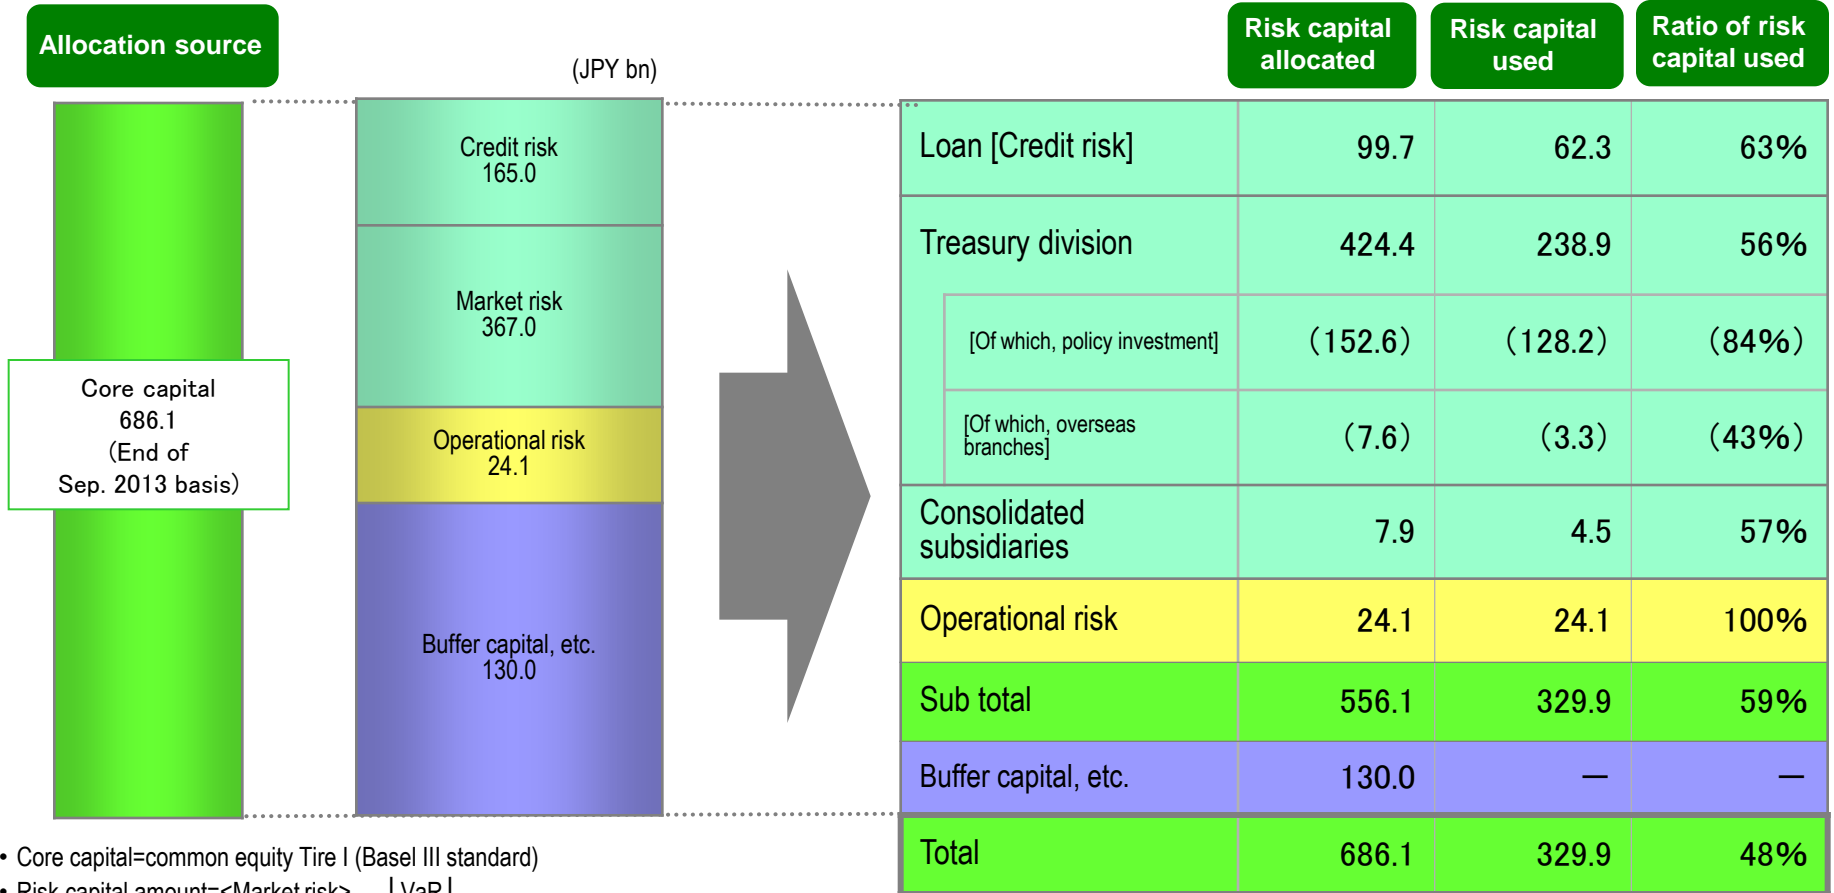 Allocation source
(JPY bn)
Credit risk
165.0
Market risk
367.0
Operational risk
24.1
Buffer capital, etc.
130.0
Core capital
686.1
(End of
Sep. 2013 basis)
Risk capital allocated
Risk capital used
Ratio of risk capital used
Loan [Credit risk] 99.7 62.3 63%
Treasury division 424.4 238.9 56%
[Of which, policy investment] (152.6) (128.2) (84%)
[Of which, overseas branches] (7.6) (3.3) (43%)
Consolidated subsidiaries 7.9 4.5 57%
Operational risk 24.1 24.1 100%
Sub total 556.1 329.9 59%
Buffer capital, etc. 130.0 — —
Total 686.1 329.9 48%
• Core capital=common equity Tire I (Basel III standard)
• Risk capital amount=<Market risk> |VaR|